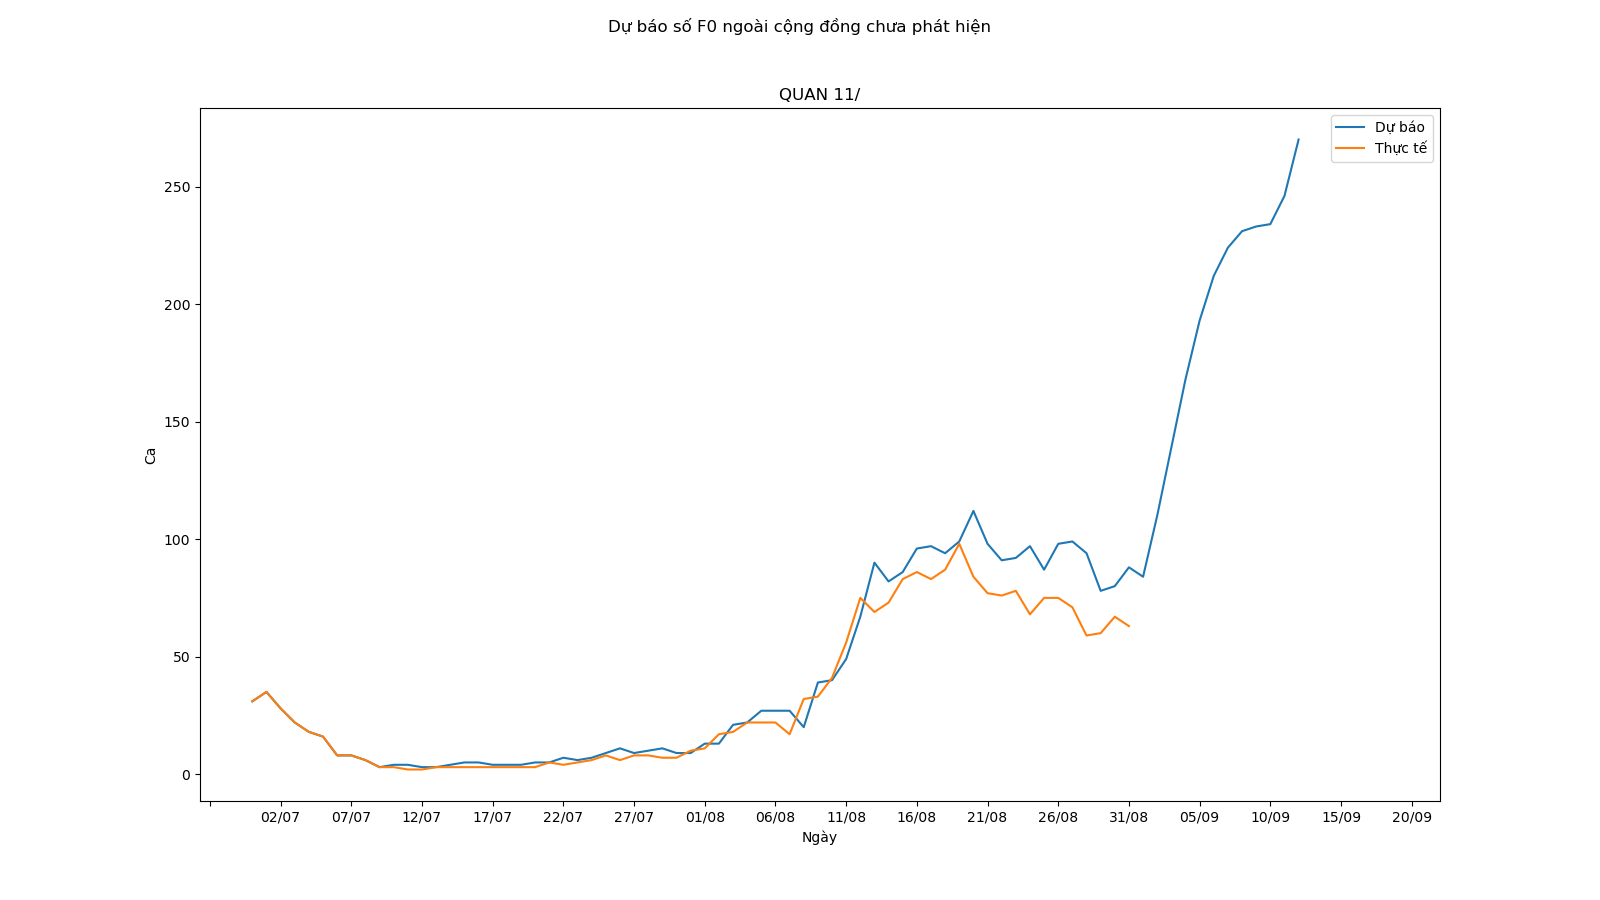 Dự báo số F0 ngoài cộng đồng chưa phát hiện
QUAN 11/
Dự báo
Thực tế
250
200
150
100
50
0
Ca
02/07 07/07 12/07 17/07 22/07 27/07 01/08 06/08 11/08 16/08 21/08 26/08 31/08 05/09 10/09 15/09 20/09
Ngày